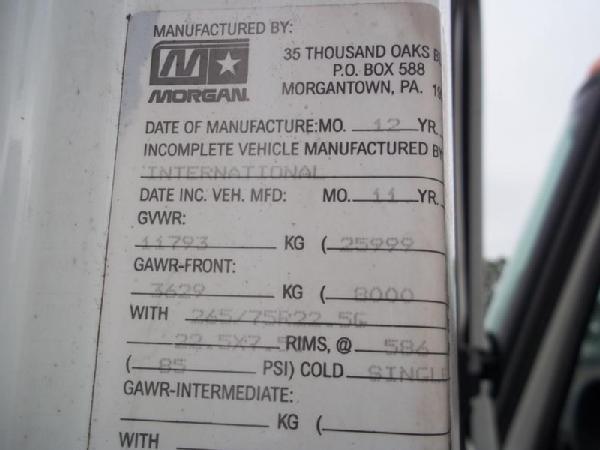 MANUFACTURED BY:
35 THOUSAND OAKS
P.O. BOX 588
MORGAN
MORGANTOWN, PA.
DATE OF MANUFACTURE: MO. 12 YR.
INCOMPLETE VEHICLE MANUFACTURED BY
INTERNATIONAL
DATE INC. VEH. MFD: MO. 11 YR.
GVWR:
11793 KG (25999
GAWR-FRONT:
3629 KG (8000
WITH 265/75R22.5G
22.5X7.50 RIMS, @ 586
(85 PSI) COLD SINGLE
GAWR-INTERMEDIATE:
KG (
WITH